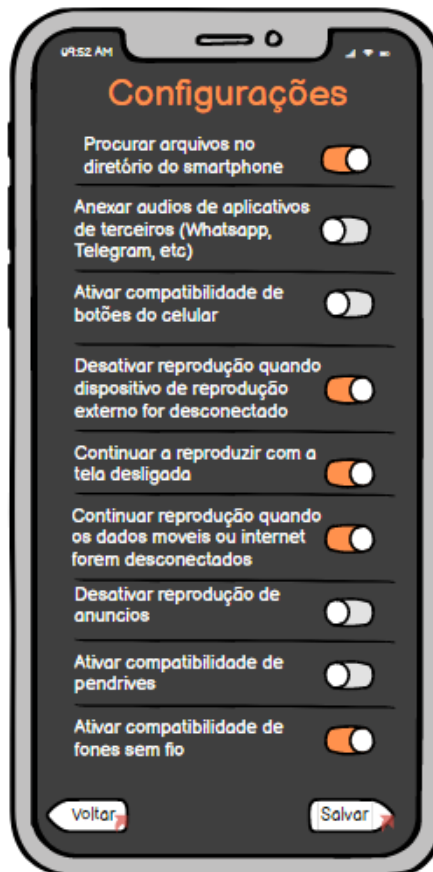 09:52 AM
Configurações
Procurar arquivos no
diretório do smartphone
Anexar audios de aplicativos
de terceiros (Whatsapp,
Telegram, etc)
Ativar compatibilidade de
botões do celular
Desativar reprodução quando
dispositivo de reprodução
externo for desconectado
Continuar a reproduzir com a
tela desligada
Continuar reprodução quando
os dados moveis ou internet
forem desconectados
Desativar reprodução de
anuncios
Ativar compatibilidade de
pendrives
Ativar compatibilidade de
fones sem fio
Voltar
Salvar